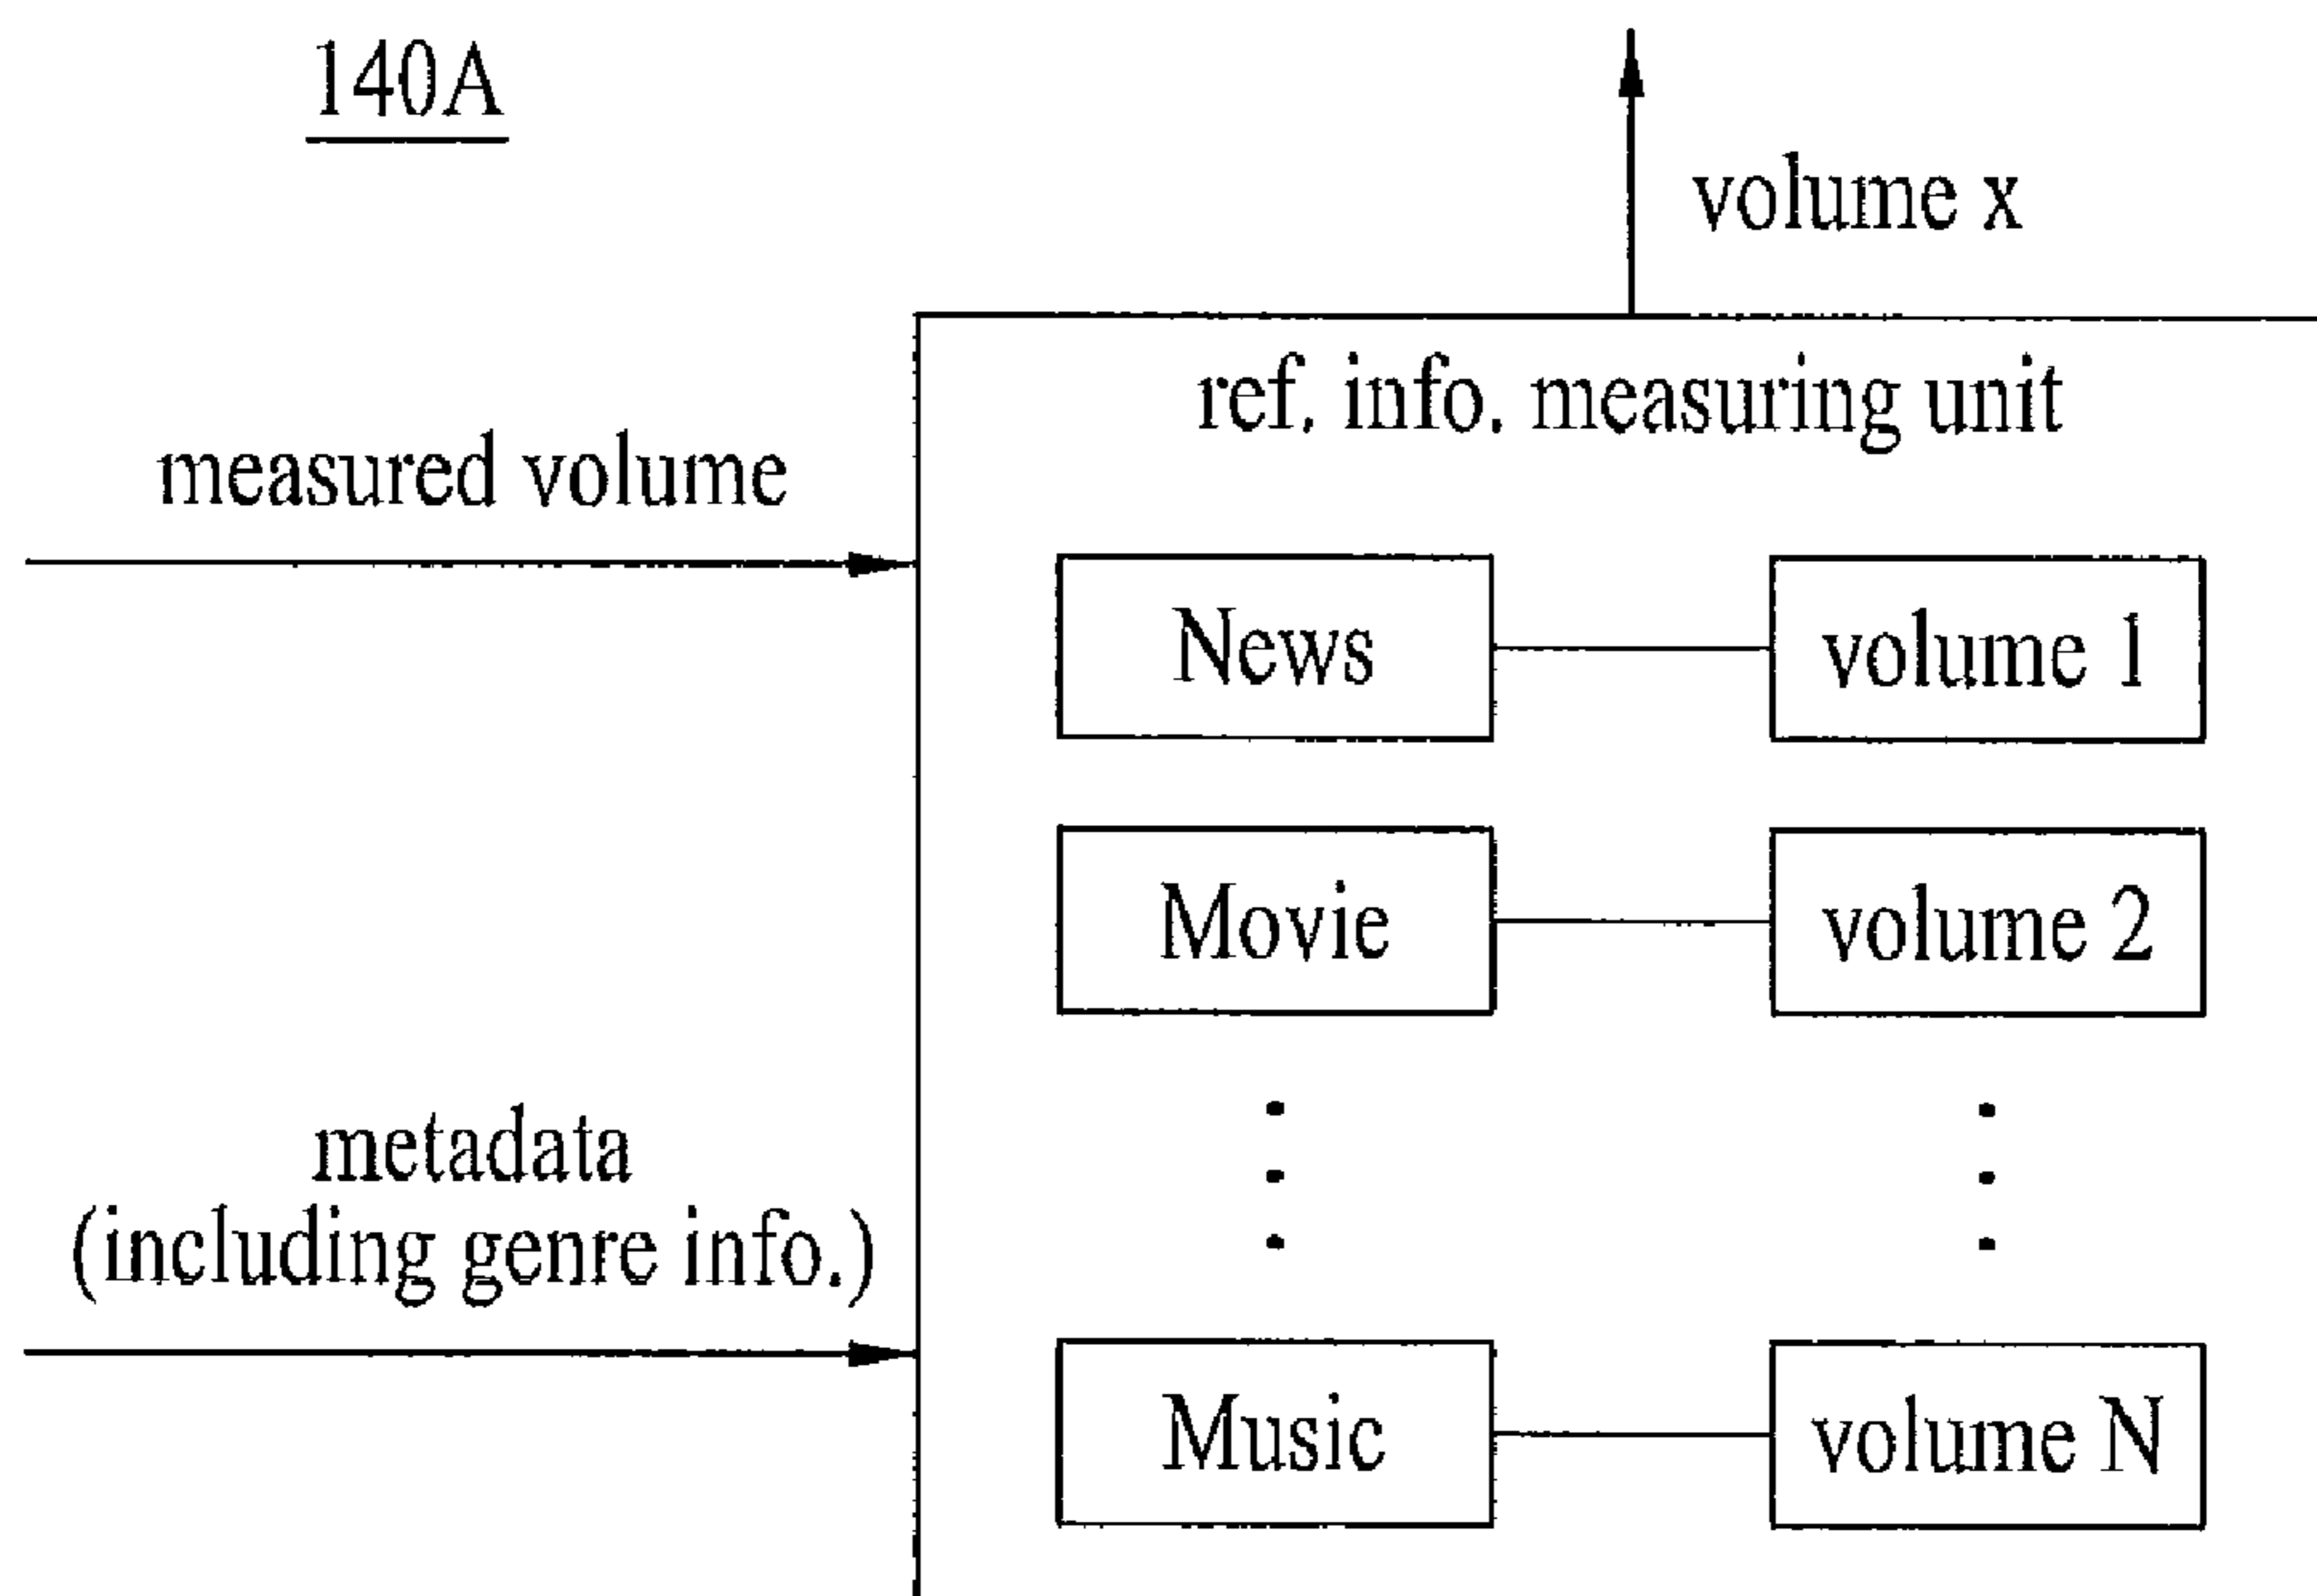 140A
volume x
ref. info. measuring unit
measured volume
News
volume 1
Movie
volume 2
metadata
(including genre info.)
Music
volume N